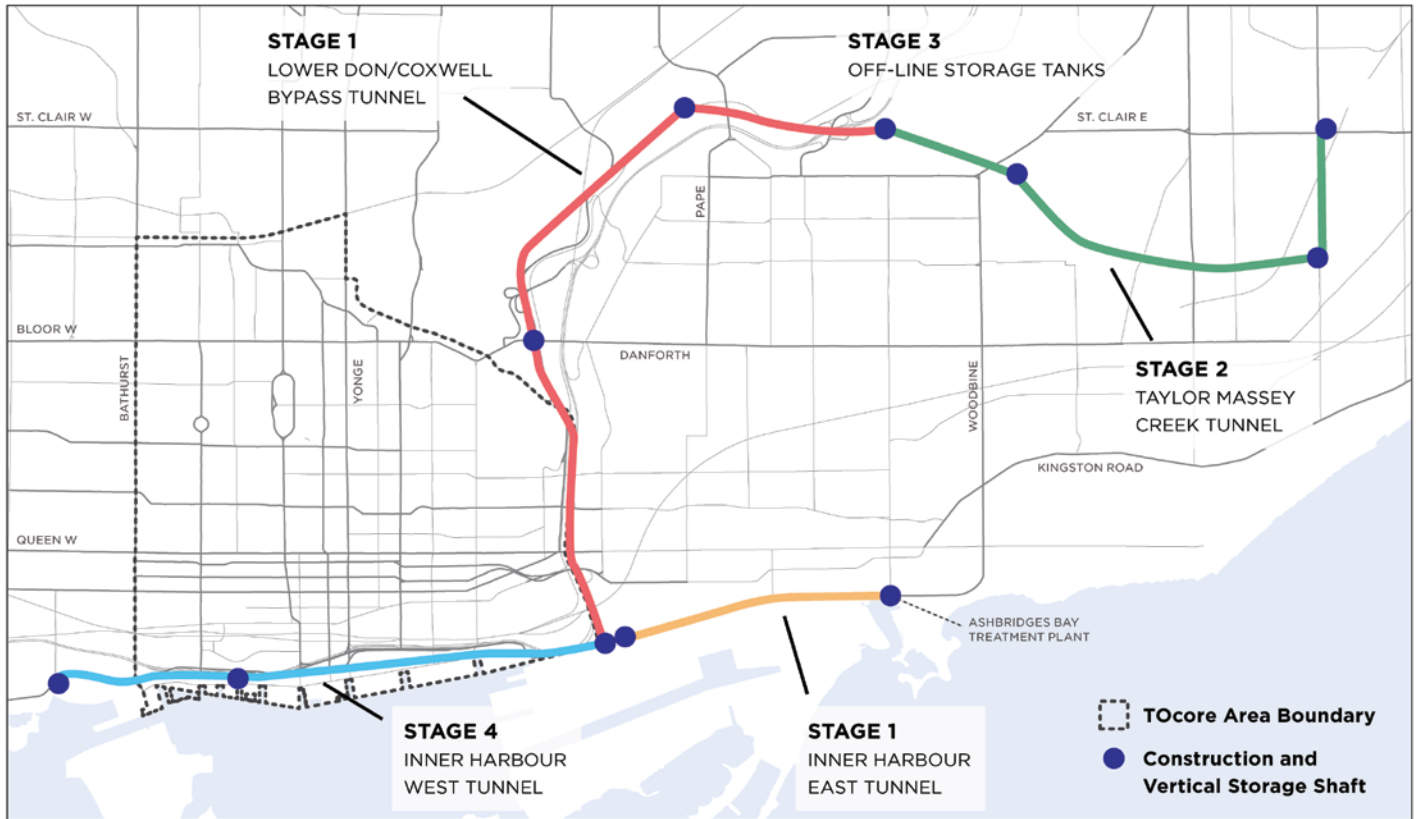 STAGE 1
LOWER DON/COXWELL
BYPASS TUNNEL
STAGE 3
OFF-LINE STORAGE TANKS
ST. CLAIR W
ST. CLAIR E
PAPE
BLOOR W
DANFORTH
BATHURST
YONGE
WOODBINE
STAGE 2
TAYLOR MASSEY
CREEK TUNNEL
KINGSTON ROAD
QUEEN W
ASHBRIDGES BAY
TREATMENT PLANT
STAGE 4
INNER HARBOUR
WEST TUNNEL
STAGE 1
INNER HARBOUR
EAST TUNNEL
TOcore Area Boundary
Construction and
Vertical Storage Shaft